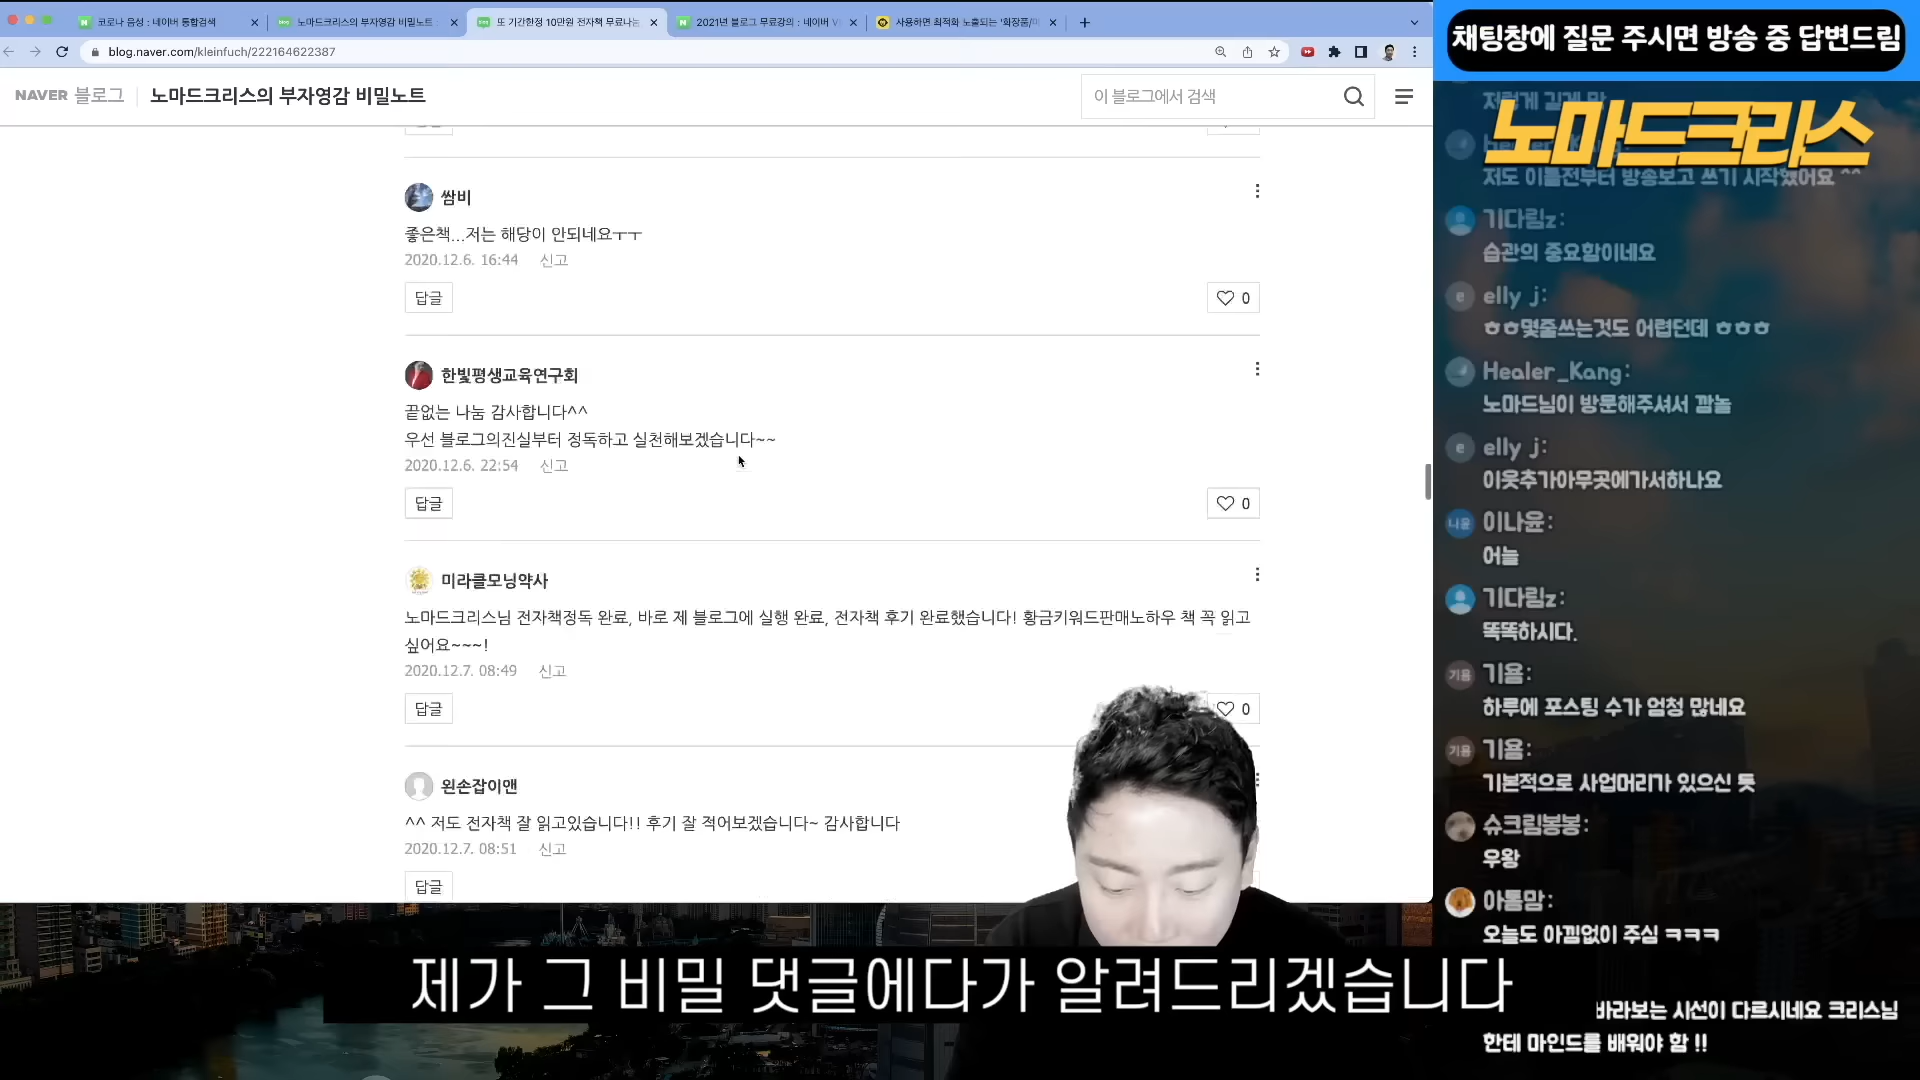 코로나 음성 : 네이버 통합검색
노마드크리스의 부자영감 비밀노트
또 기간한정 10만원 전자책 무료나눔
2021년 블로그 무료강의 : 네이버 V
사용하면 최적화 노출되는 '화장품/미
blog.naver.com/kleinfuch/222164622387
NAVER 블로그
노마드크리스의 부자영감 비밀노트
이 블로그에서 검색
쌈비
좋은책...저는 해당이 안되네요ㅜㅜ
2020.12.6. 16:44 신고
답글
0
한빛평생교육연구회
끝없는 나눔 감사합니다^^
우선 블로그의진실부터 정독하고 실천해보겠습니다~~
2020.12.6. 22:54 신고
답글
0
미라클모닝약사
노마드크리스님 전자책정독 완료, 바로 제 블로그에 실행 완료, 전자책 후기 완료했습니다! 황금키워드판매노하우 책 꼭 읽고
싶어요~~~!
2020.12.7. 08:49 신고
답글
0
왼손잡이맨
^^ 저도 전자책 잘 읽고있습니다!! 후기 잘 적어보겠습니다~ 감사합니다
2020.12.7. 08:51 신고
답글
제가 그 비밀 댓글에다가 알려드리겠습니다
채팅창에 질문 주시면 방송 중 답변드림
저렇게 길게
노마드크리스
저도 이틀전부터 방송보고 쓰기 시작했어요 ^^
기다림z:
습관의 중요함이네요
elly j:
ㅎㅎ몇줄쓰는것도 어렵던데 ㅎㅎㅎ
Healer_Kang:
노마드님이 방문해주셔서 깜놀
elly j:
이웃추가아무곳에가서하나요
이나윤:
어늘
기다림z:
똑똑하시다.
기욤:
하루에 포스팅 수가 엄청 많네요
기욤:
기본적으로 사업머리가 있으신 듯
슈크림봉봉:
우왕
아톰맘:
오늘도 아낌없이 주심 ㅋㅋㅋ
바라보는 시선이 다르시네요 크리스님
한테 마인드를 배워야 함 !!